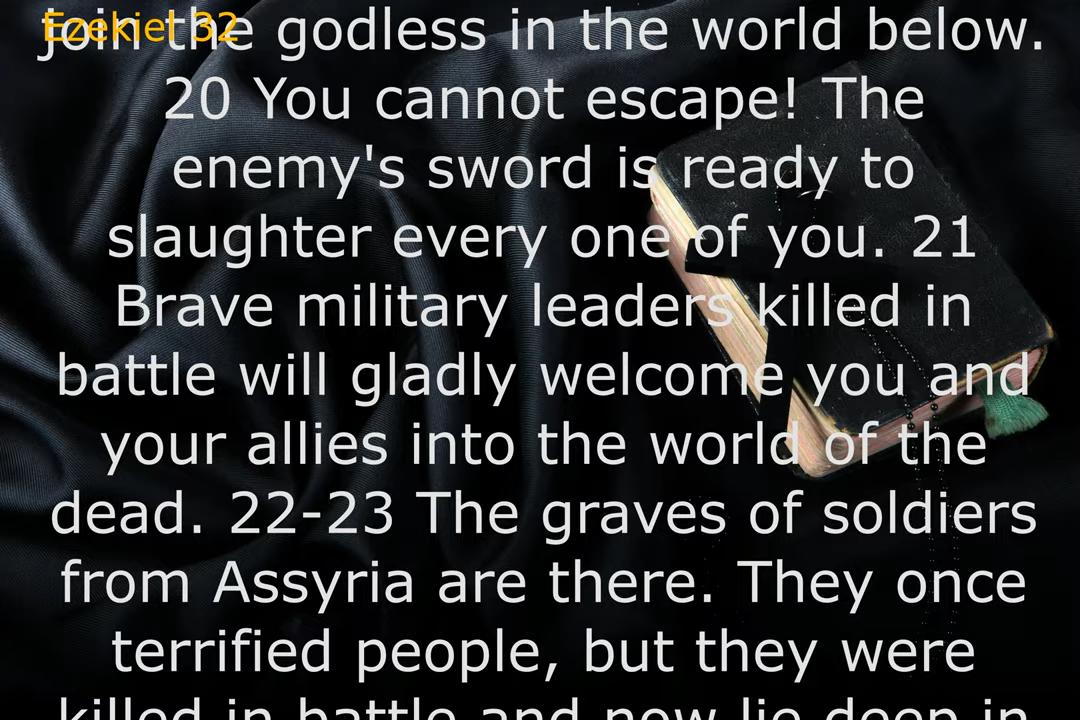 Ezekiel 32
join the godless in the world below.
20 You cannot escape! The
enemy's sword is ready to
slaughter every one of you. 21
Brave military leaders killed in
battle will gladly welcome you and
your allies into the world of the
dead. 22-23 The graves of soldiers
from Assyria are there. They once
terrified people, but they were
killed in battle and now lie deep in